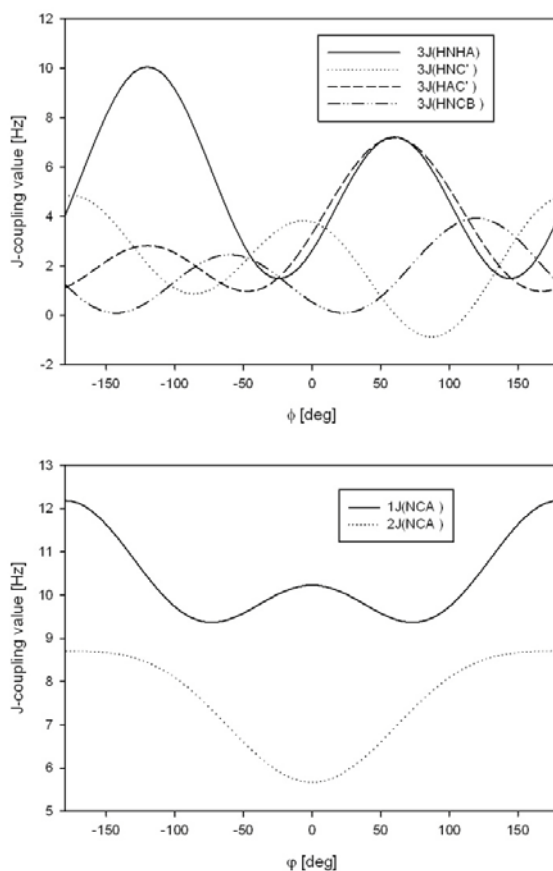 12
10
8
6
4
2
0
-2
J-coupling value [Hz]
3J(HNHA)
3J(HNC' )
3J(HAC' )
3J(HNCB )
-150 -100 -50 0 50 100 150
ϕ [deg]
13
12
11
10
9
8
7
6
5
J-coupling value [Hz]
1J(NCA )
2J(NCA )
-150 -100 -50 0 50 100 150
φ [deg]